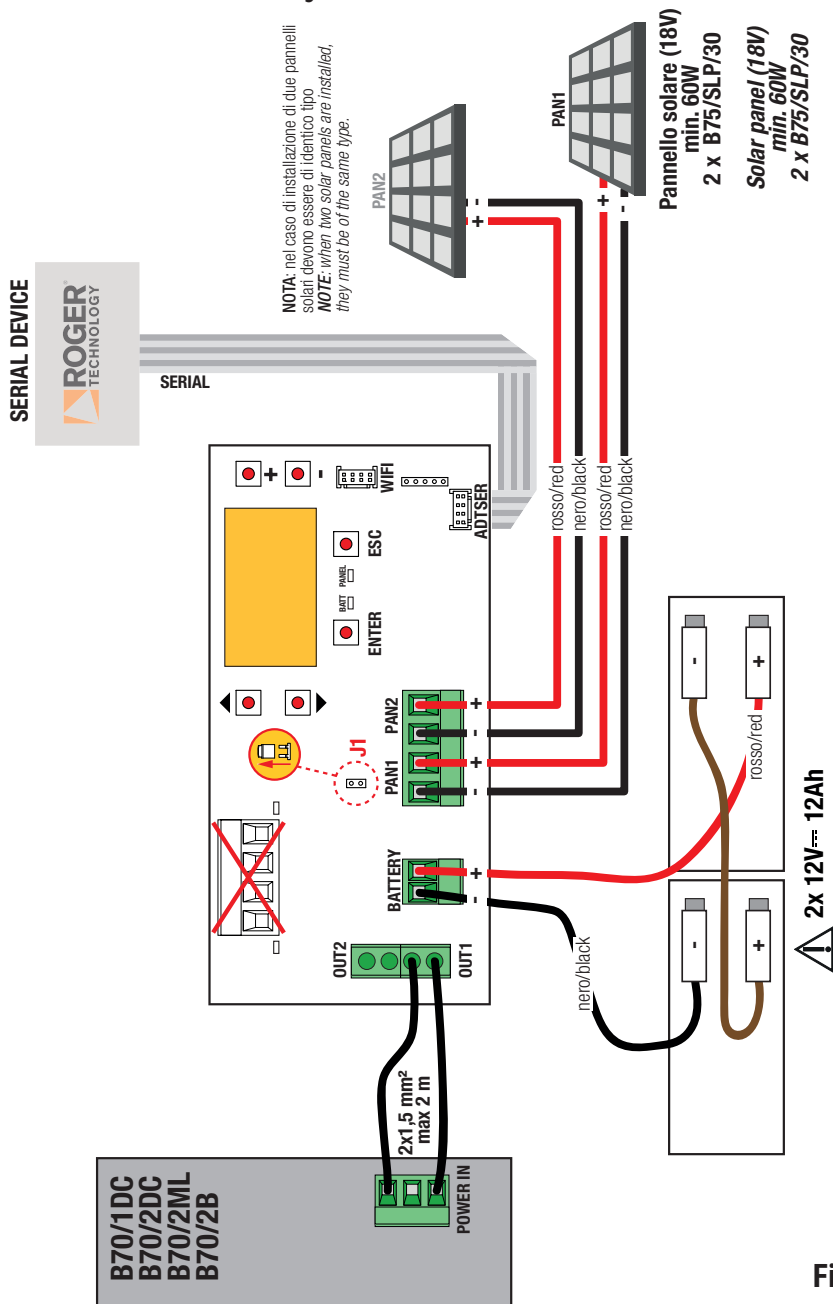 SERIAL DEVICE
ROGER
TECHNOLOGY
SERIAL
NOTA: nel caso di installazione di due pannelli
solari devono essere di identico tipo
NOTE: when two solar panels are installed,
they must be of the same type.
PAN2
+ -
PAN1
+ -
Pannello solare (18V)
min. 60W
2 x B75/SLP/30
Solar panel (18V)
min. 60W
2 x B75/SLP/30
+ -
WIFI
ADTSER
ESC
PANEL
BATT
ENTER
J1
PAN2
PAN1
- + - +
BATTERY
- +
OUT2
OUT1
rosso/red
nero/black
rosso/red
nero/black
B70/1DC
B70/2DC
B70/2ML
B70/2B
POWER IN
2x1,5 mm²
max 2 m
nero/black
rosso/red
- +
- +
2x 12V⎓ 12Ah